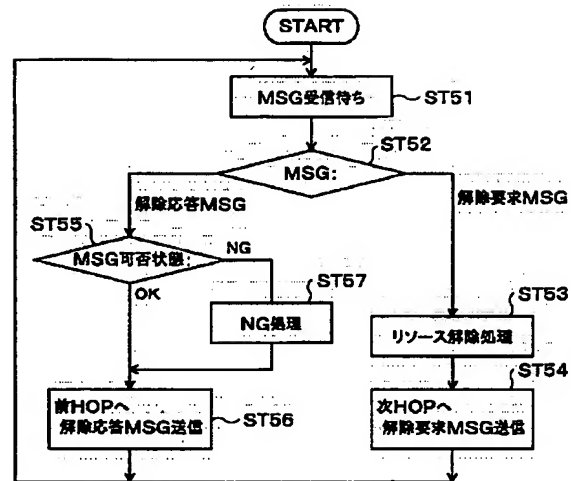 START
MSG受信待ち
ST51
ST52
MSG:
解除応答MSG
解除要求MSG
ST55
MSG可否状態:
NG
OK
ST57
NG処理
ST53
リソース解除処理
ST54
前HOPへ
解除応答MSG送信
ST56
次HOPへ
解除要求MSG送信